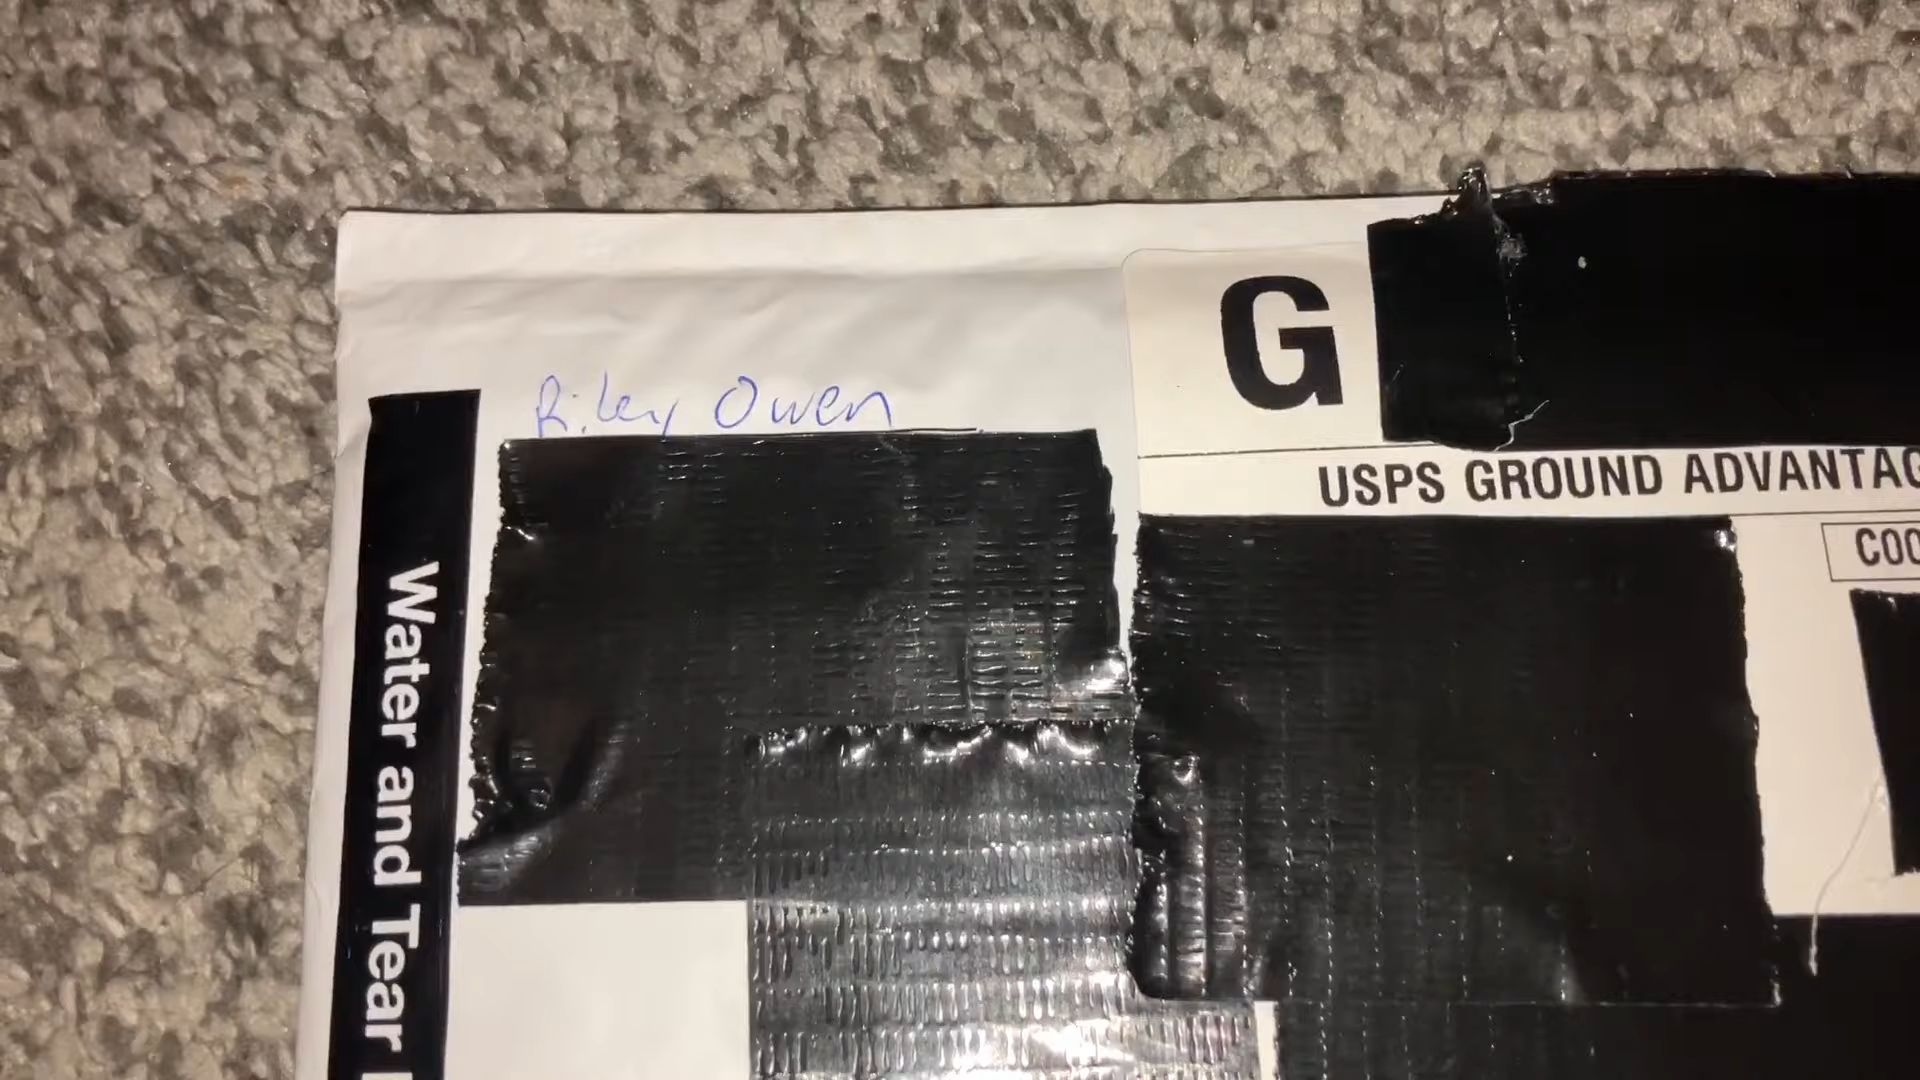 Riley Owen
G
USPS GROUND ADVANTAG
COO
Water and Tear